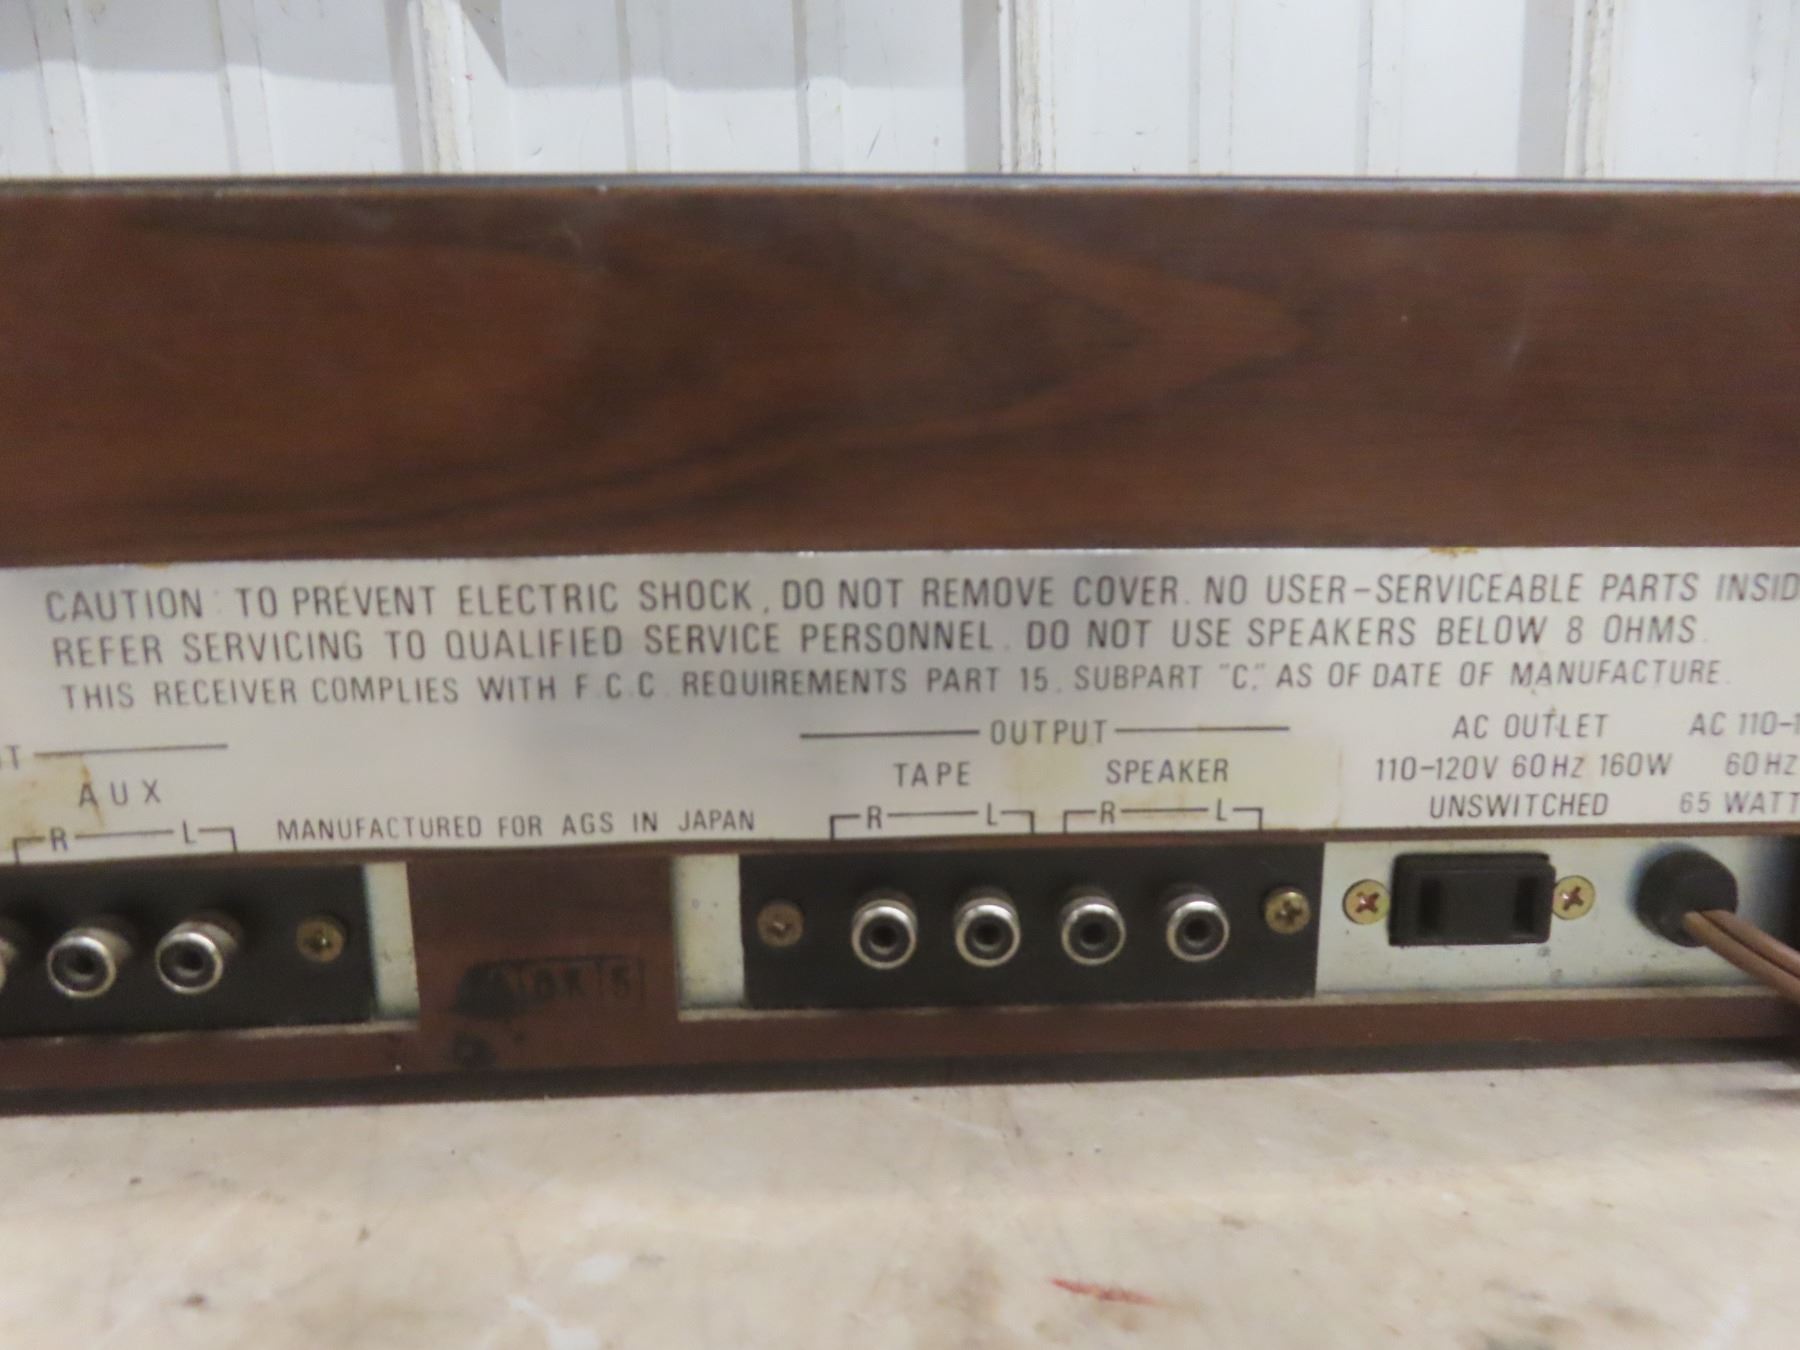 CAUTION: TO PREVENT ELECTRIC SHOCK, DO NOT REMOVE COVER. NO USER-SERVICEABLE PARTS INSID
REFER SERVICING TO QUALIFIED SERVICE PERSONNEL. DO NOT USE SPEAKERS BELOW 8 OHMS.
THIS RECEIVER COMPLIES WITH F.C.C. REQUIREMENTS PART 15, SUBPART "C," AS OF DATE OF MANUFACTURE.
AUX
R L
MANUFACTURED FOR AGS IN JAPAN
OUTPUT
TAPE SPEAKER
R L R L
AC OUTLET
110-120V 60HZ 160W
UNSWITCHED
AC 110-1
60HZ
65 WATT